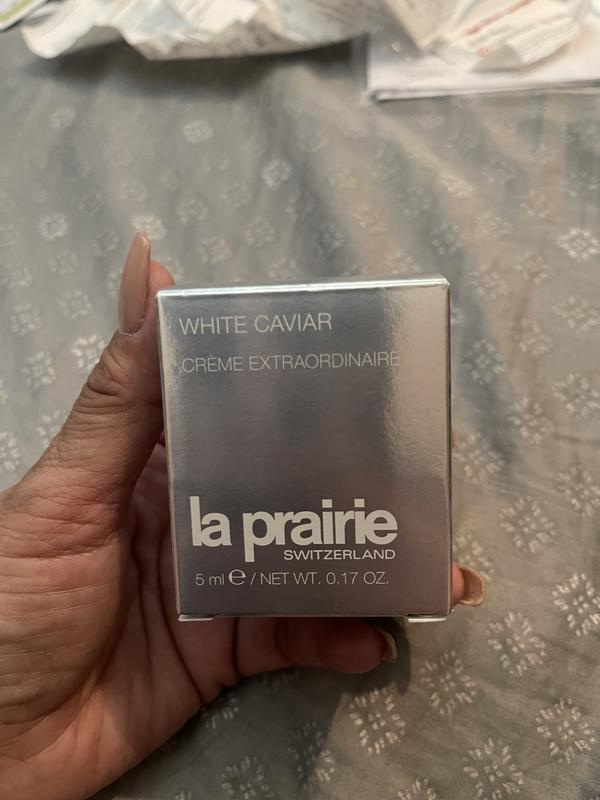 WHITE CAVIAR
CRÈME EXTRAORDINAIRE
la prairie
SWITZERLAND
5 ml ℮ / NET WT. 0.17 OZ.